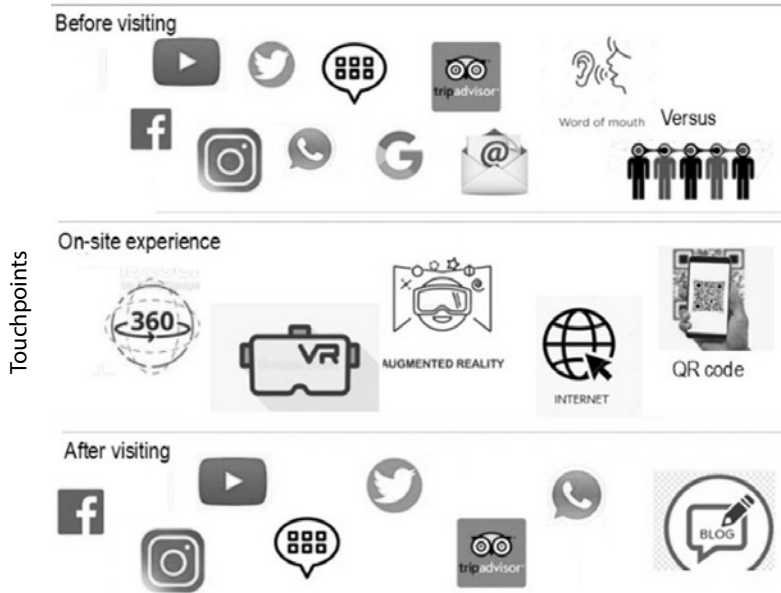 Touchpoints
Before visiting
tripadvisor
@
Word of mouth
Versus
On-site experience
360
VR
AUGMENTED REALITY
INTERNET
QR code
After visiting
tripadvisor
BLOG